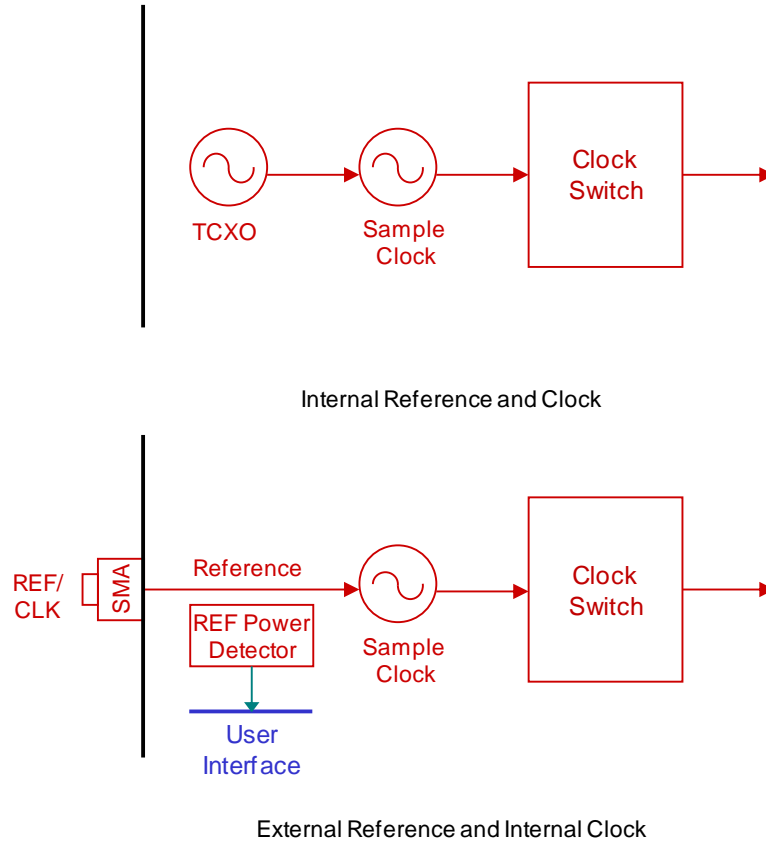 TCXO
Sample
Clock
Clock
Switch
Internal Reference and Clock
REF/
CLK
SMA
Reference
REF Power
Detector
User
Interface
Sample
Clock
Clock
Switch
External Reference and Internal Clock